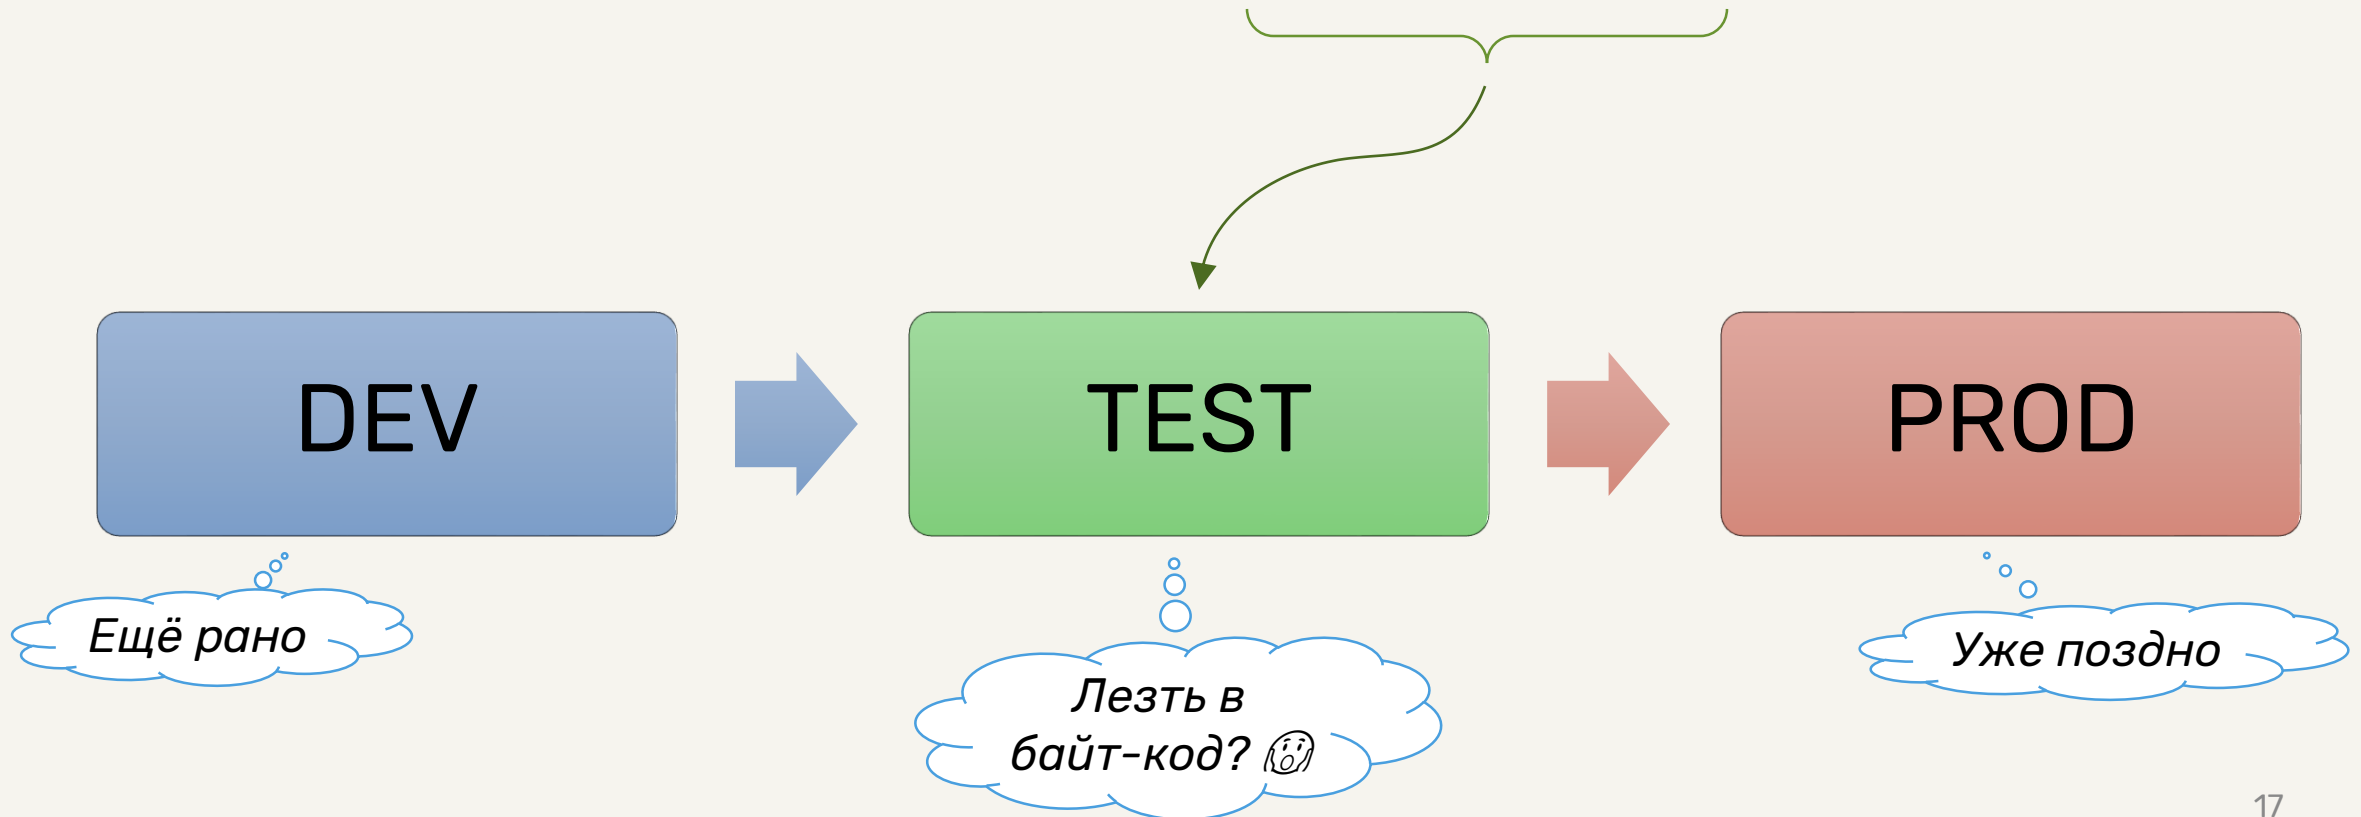 DEV
TEST
PROD
Ещё рано
Уже поздно
Лезть в
байт-код? 😱
17